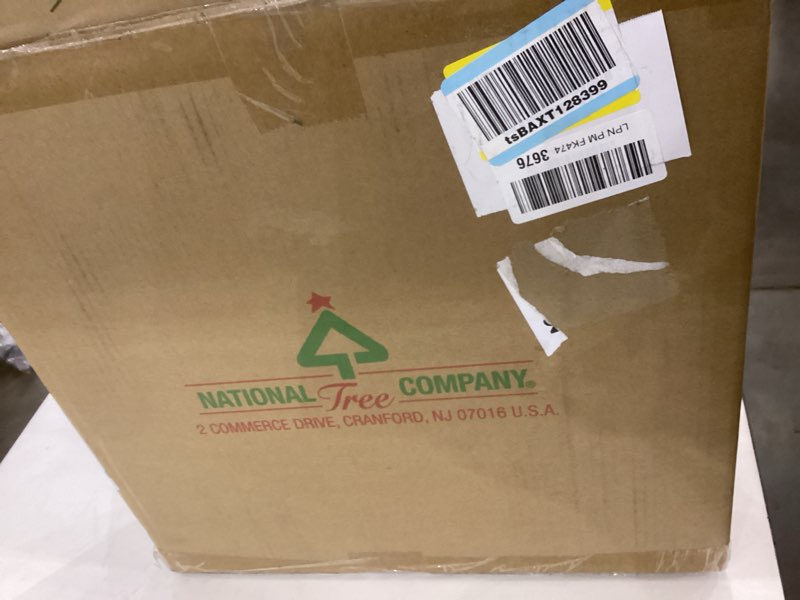 tsBAXT128399
LPN PM FK474 3676
NATIONAL Tree COMPANY®
2 COMMERCE DRIVE, CRANFORD, NJ 07016 U.S.A.